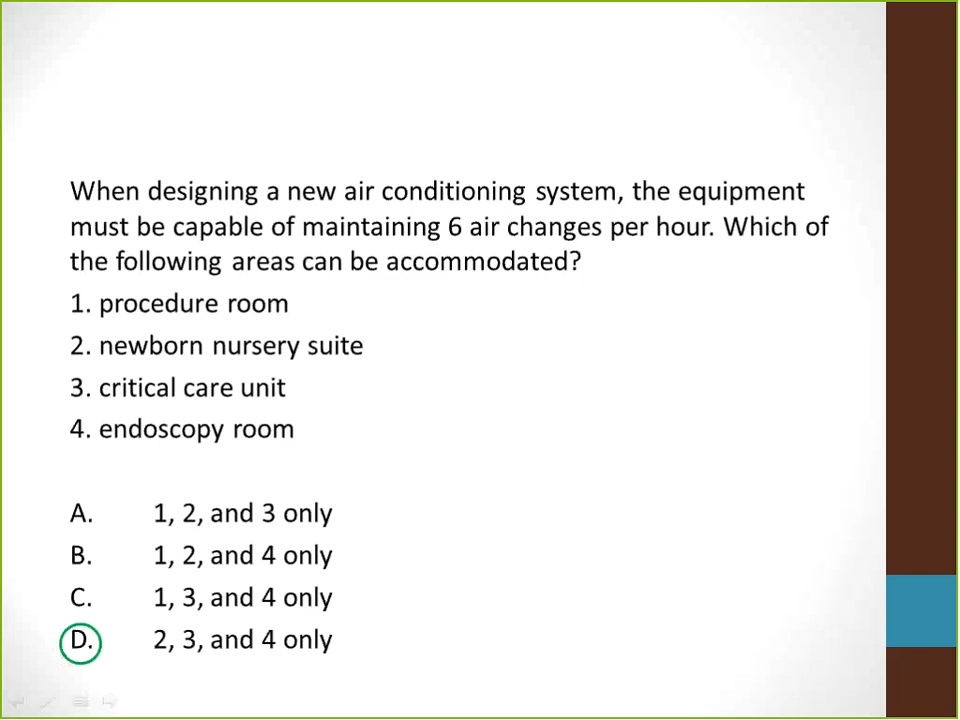 When designing a new air conditioning system, the equipment
must be capable of maintaining 6 air changes per hour. Which of
the following areas can be accommodated?
1. procedure room
2. newborn nursery suite
3. critical care unit
4. endoscopy room
A. 1, 2, and 3 only
B. 1, 2, and 4 only
C. 1, 3, and 4 only
D. 2, 3, and 4 only